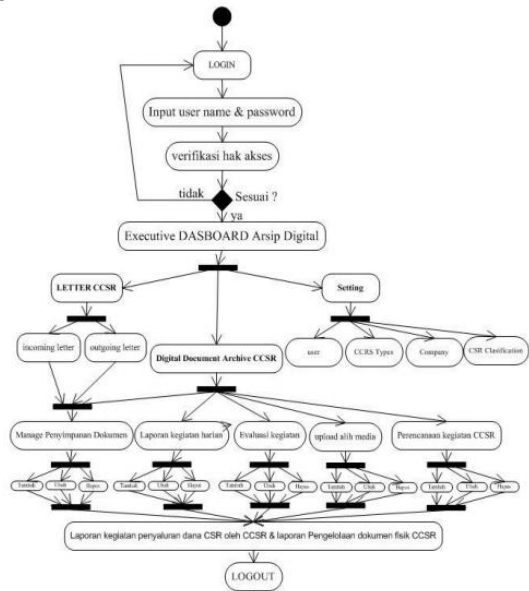 LOGIN
Input user name & password
verifikasi hak akses
tidak
Sesuai ?
ya
Executive DASBOARD Arsip Digital
LETTER CCSR
Setting
incoming letter
outgoing letter
Digital Document Archive CCSR
user
CCRS Types
Company
CSR Clasification
Manage Penyimpanan Dokumen
Laporan kegiatan harian
Evaluasi kegiatan
upload alih media
Perencanaan kegiatan CCSR
Tambah
Ubah
Hapus
Tambah
Ubah
Hapus
Tambah
Ubah
Hapus
Tambah
Ubah
Hapus
Tambah
Ubah
Hapus
Laporan kegiatan penyaluran dana CSR oleh CCSR & laporan Pengelolaan dokumen fisik CCSR
LOGOUT